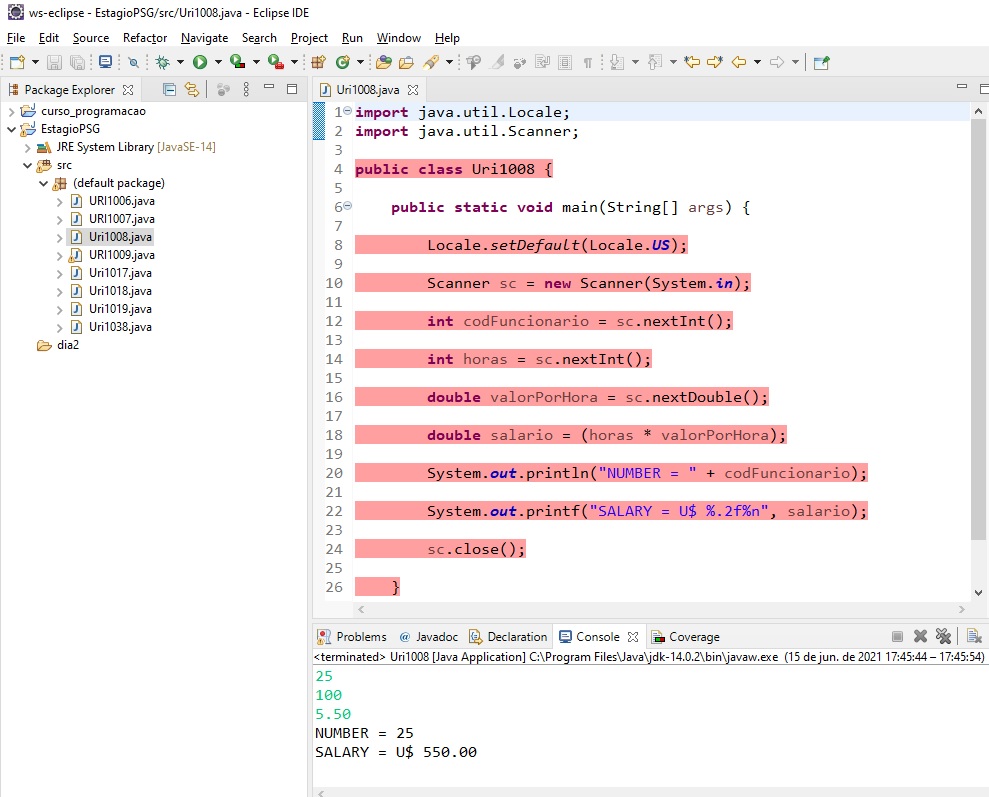 ws-eclipse - EstagioPSG/src/Uri1008.java - Eclipse IDE
File Edit Source Refactor Navigate Search Project Run Window Help
Package Explorer
curso_programacao
EstagioPSG
JRE System Library [JavaSE-14]
src
(default package)
URI1006.java
URI1007.java
Uri1008.java
URI1009.java
Uri1017.java
Uri1018.java
Uri1019.java
Uri1038.java
dia2
Uri1008.java
1 import java.util.Locale;
2 import java.util.Scanner;
3
4 public class Uri1008 {
5
6 public static void main(String[] args) {
7
8 Locale.setDefault(Locale.US);
9
10 Scanner sc = new Scanner(System.in);
11
12 int codFuncionario = sc.nextInt();
13
14 int horas = sc.nextInt();
15
16 double valorPorHora = sc.nextDouble();
17
18 double salario = (horas * valorPorHora);
19
20 System.out.println("NUMBER = " + codFuncionario);
21
22 System.out.printf("SALARY = U$ %.2f%n", salario);
23
24 sc.close();
25
26 }
Problems @ Javadoc Declaration Console Coverage
<terminated> Uri1008 [Java Application] C:\Program Files\Java\jdk-14.0.2\bin\javaw.exe (15 de jun. de 2021 17:45:44 – 17:45:54)
25
100
5.50
NUMBER = 25
SALARY = U$ 550.00